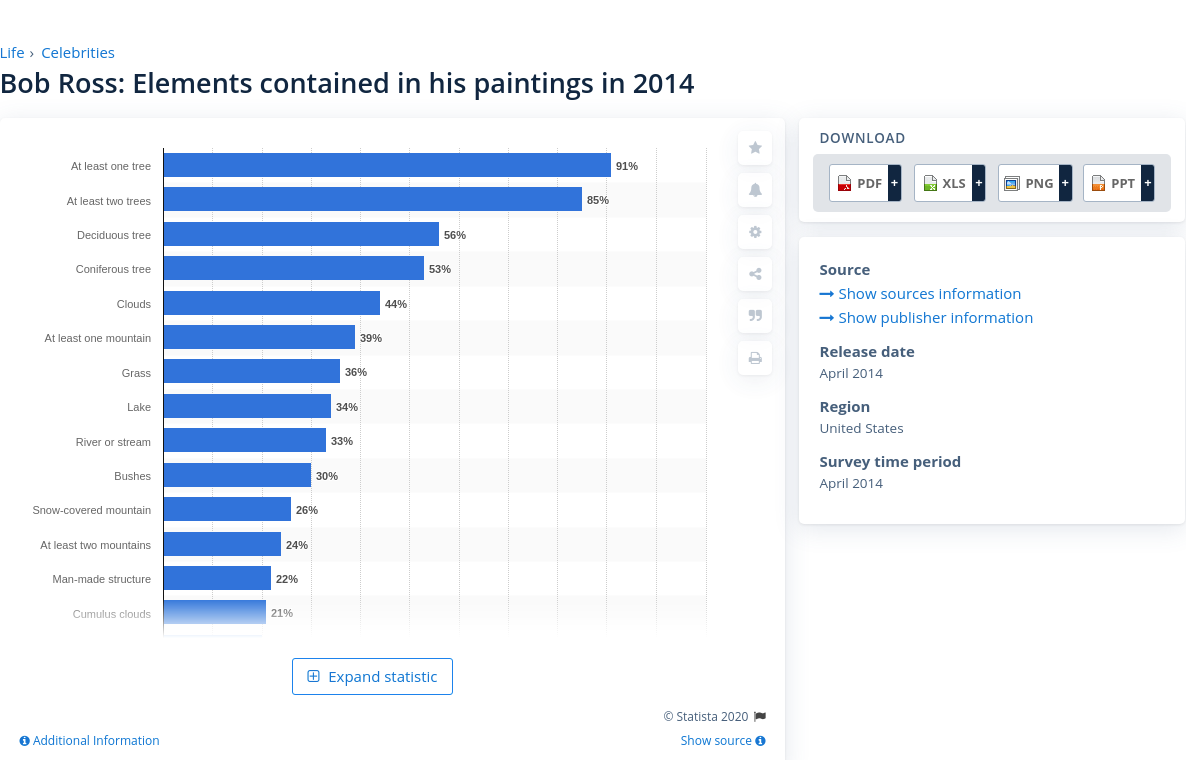 Life › Celebrities
Bob Ross: Elements contained in his paintings in 2014
At least one tree 91%
At least two trees 85%
Deciduous tree 56%
Coniferous tree 53%
Clouds 44%
At least one mountain 39%
Grass 36%
Lake 34%
River or stream 33%
Bushes 30%
Snow-covered mountain 26%
At least two mountains 24%
Man-made structure 22%
Cumulus clouds 21%
Expand statistic
© Statista 2020
Additional Information
Show source
DOWNLOAD
PDF + XLS + PNG + PPT +
Source
Show sources information
Show publisher information
Release date
April 2014
Region
United States
Survey time period
April 2014